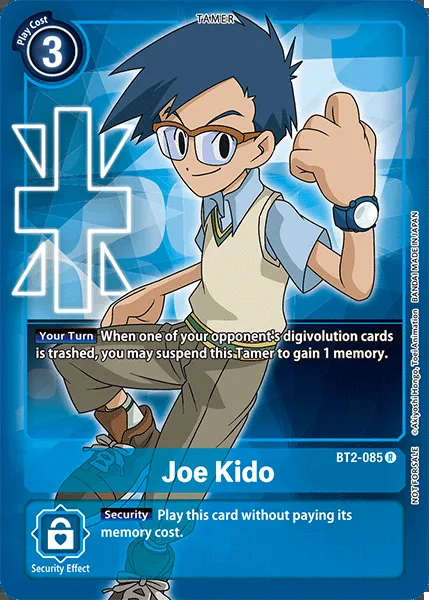 TAMER
Play Cost
3
Your Turn When one of your opponent's digivolution cards
is trashed, you may suspend this Tamer to gain 1 memory.
BT2-085 R
Joe Kido
Security Play this card without paying its
memory cost.
Security Effect
NOT FOR SALE ©Akiyoshi Hongo, Toei Animation BANDAI MADE IN JAPAN